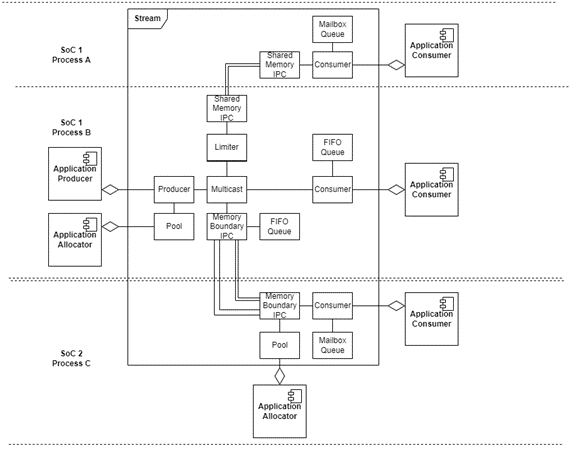 Stream
SoC 1
Process A
Mailbox
Queue
Shared
Memory
IPC
Consumer
Application
Consumer
Shared
Memory
IPC
SoC 1
Process B
Limiter
FIFO
Queue
Application
Producer
Producer
Multicast
Consumer
Application
Consumer
Application
Allocator
Pool
Memory
Boundary
IPC
FIFO
Queue
Memory
Boundary
IPC
Consumer
Application
Consumer
SoC 2
Process C
Pool
Mailbox
Queue
Application
Allocator